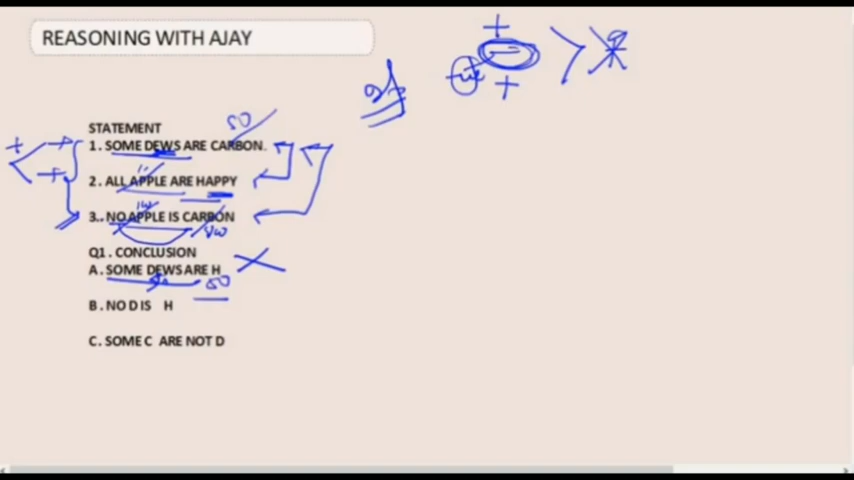 REASONING WITH AJAY
STATEMENT
1. SOME DEWS ARE CARBON.
2. ALL APPLE ARE HAPPY
3. NO APPLE IS CARBON
Q1. CONCLUSION
A. SOME DEWS ARE H
B. NO D IS H
C. SOME C ARE NOT D